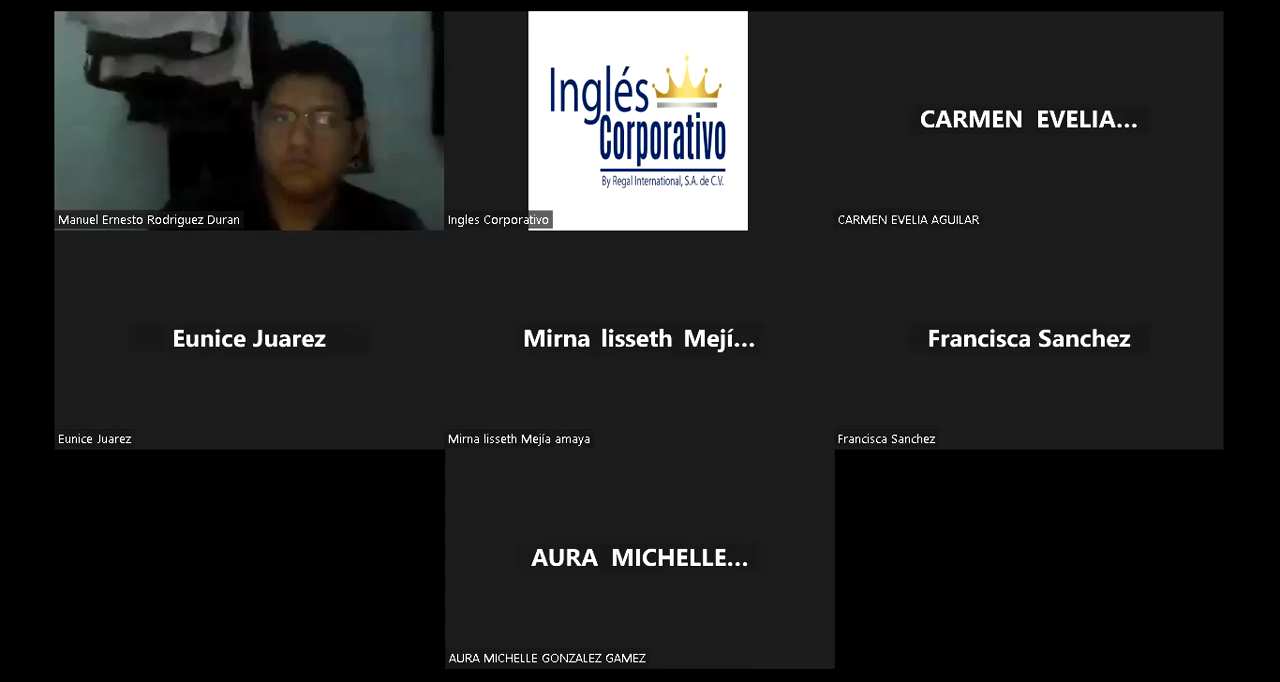 Inglés
Corporativo
By Regal International, S.A. de C.V.
CARMEN EVELIA...
Manuel Ernesto Rodriguez Duran
Ingles Corporativo
CARMEN EVELIA AGUILAR
Eunice Juarez
Mirna lisseth Mejí...
Francisca Sanchez
Eunice Juarez
Mirna lisseth Mejía amaya
Francisca Sanchez
AURA MICHELLE...
AURA MICHELLE GONZALEZ GAMEZ